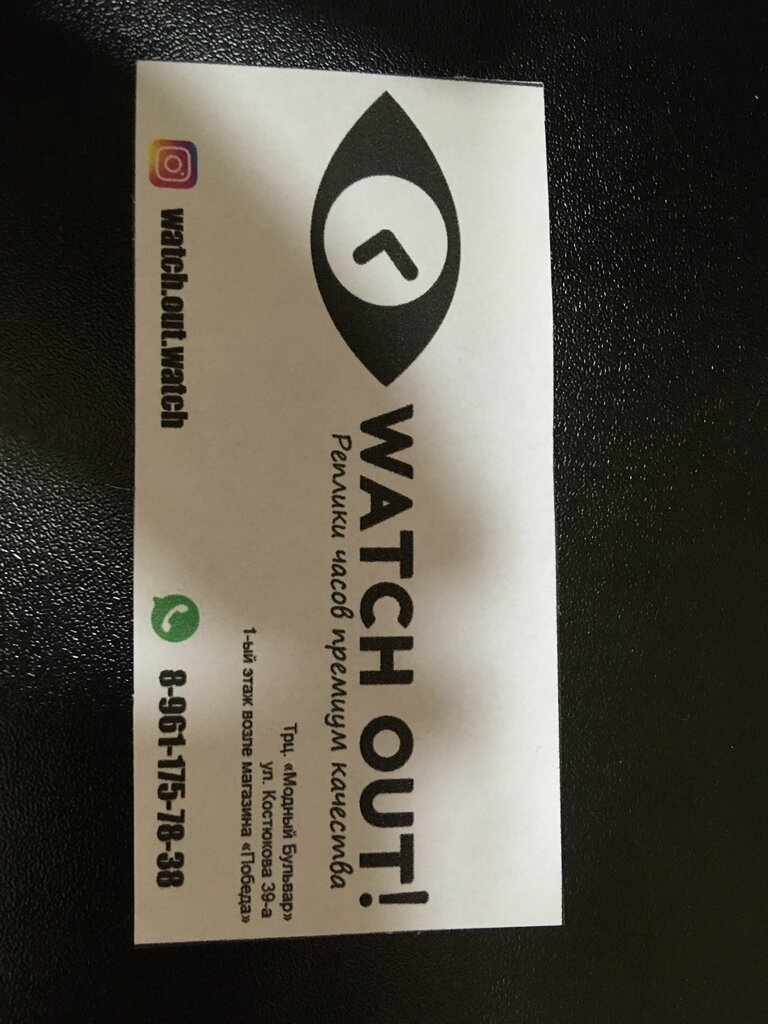 WATCH OUT!
Реплики часов премиум качества
Трц. «Модный Бульвар»
ул. Костюкова 39-а
1-ый этаж возле магазина «Победа»
watch.out.watch
8-961-175-78-38